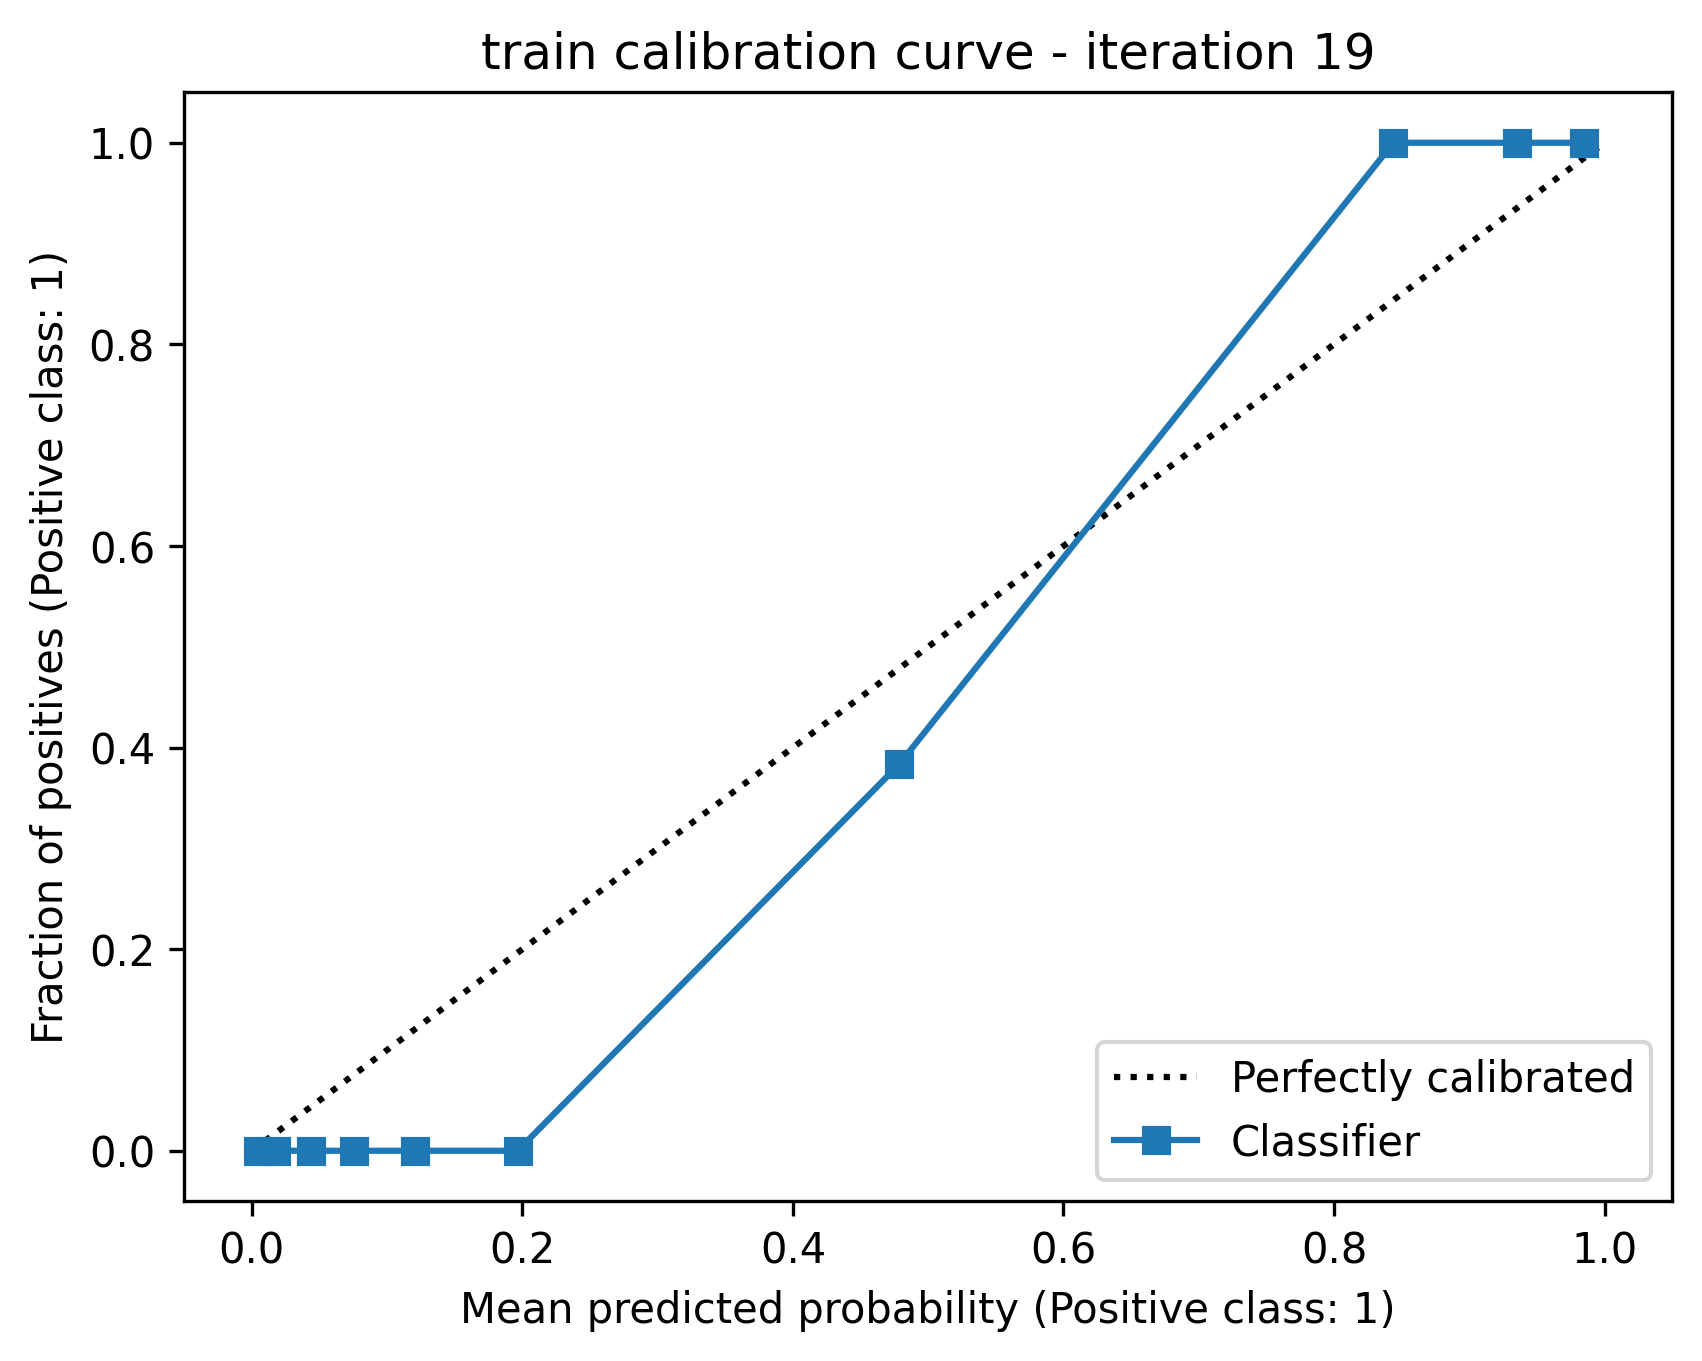 train calibration curve - iteration 19
Fraction of positives (Positive class: 1)
1.0
0.8
0.6
0.4
0.2
0.0
Perfectly calibrated
Classifier
0.0 0.2 0.4 0.6 0.8 1.0
Mean predicted probability (Positive class: 1)